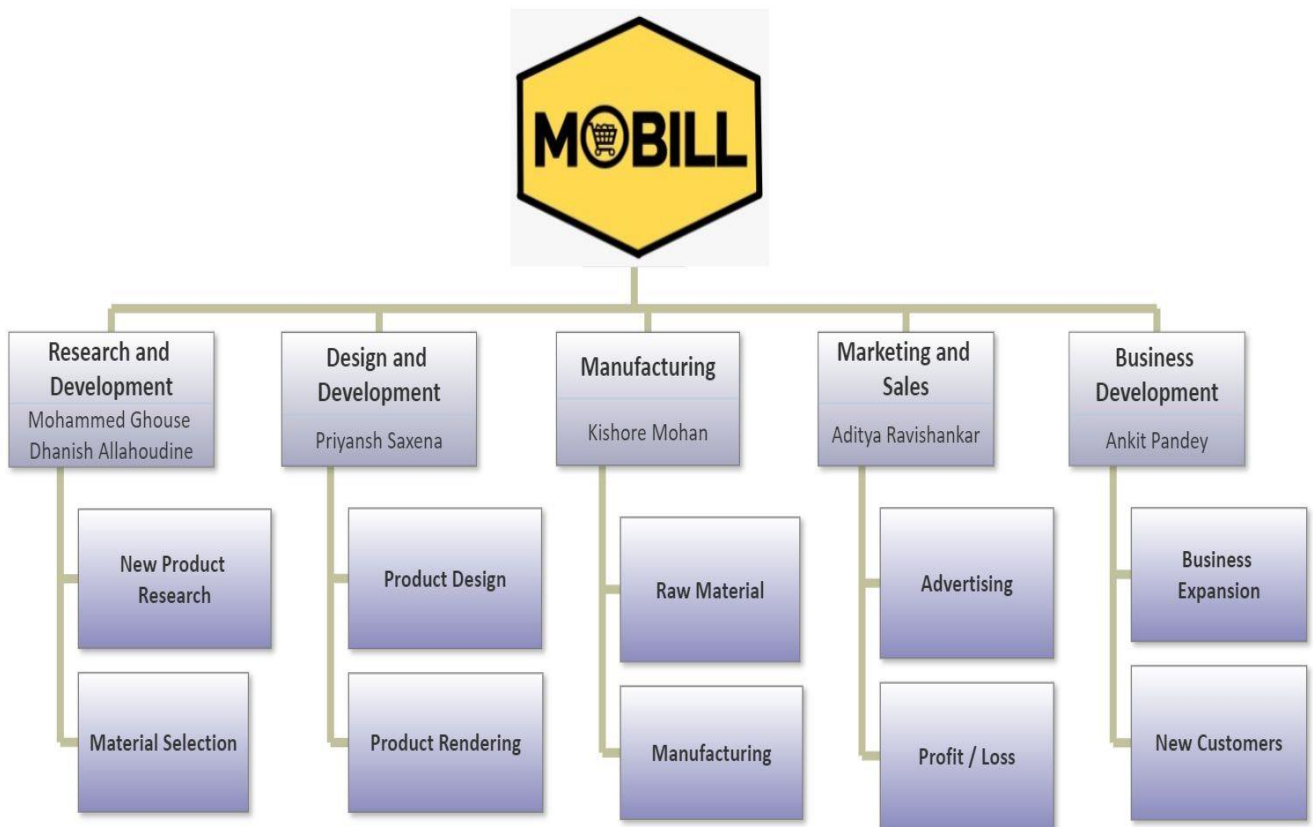 MOBILL
Research and
Development
Mohammed Ghouse
Dhanish Allahoudine
Design and
Development
Priyansh Saxena
Manufacturing
Kishore Mohan
Marketing and
Sales
Aditya Ravishankar
Business
Development
Ankit Pandey
New Product
Research
Material Selection
Product Design
Product Rendering
Raw Material
Manufacturing
Advertising
Profit / Loss
Business
Expansion
New Customers